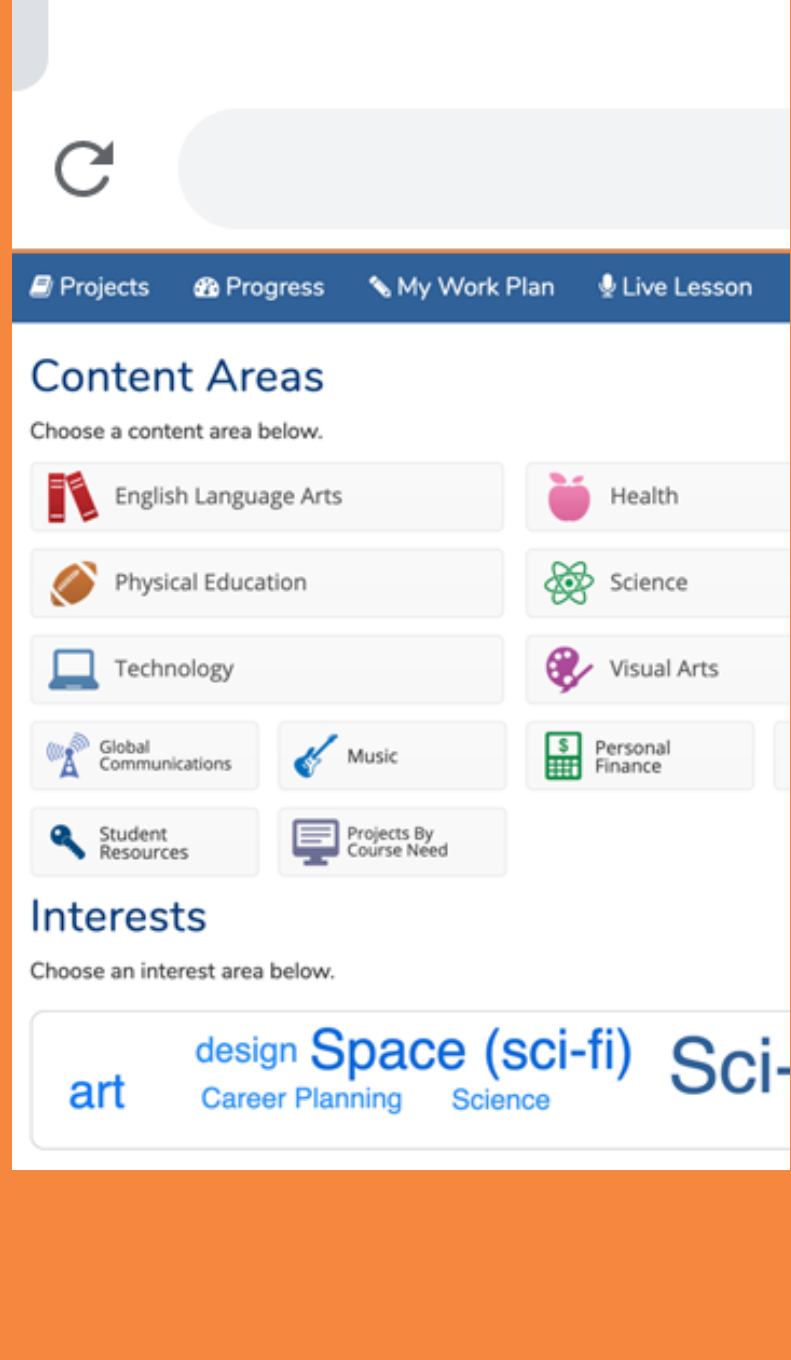 Projects Progress My Work Plan Live Lesson
Content Areas
Choose a content area below.
English Language Arts
Health
Physical Education
Science
Technology
Visual Arts
Global
Communications
Music
Personal
Finance
Student
Resources
Projects By
Course Need
Interests
Choose an interest area below.
art
design
Space (sci-fi)
Career Planning
Science
Sci-